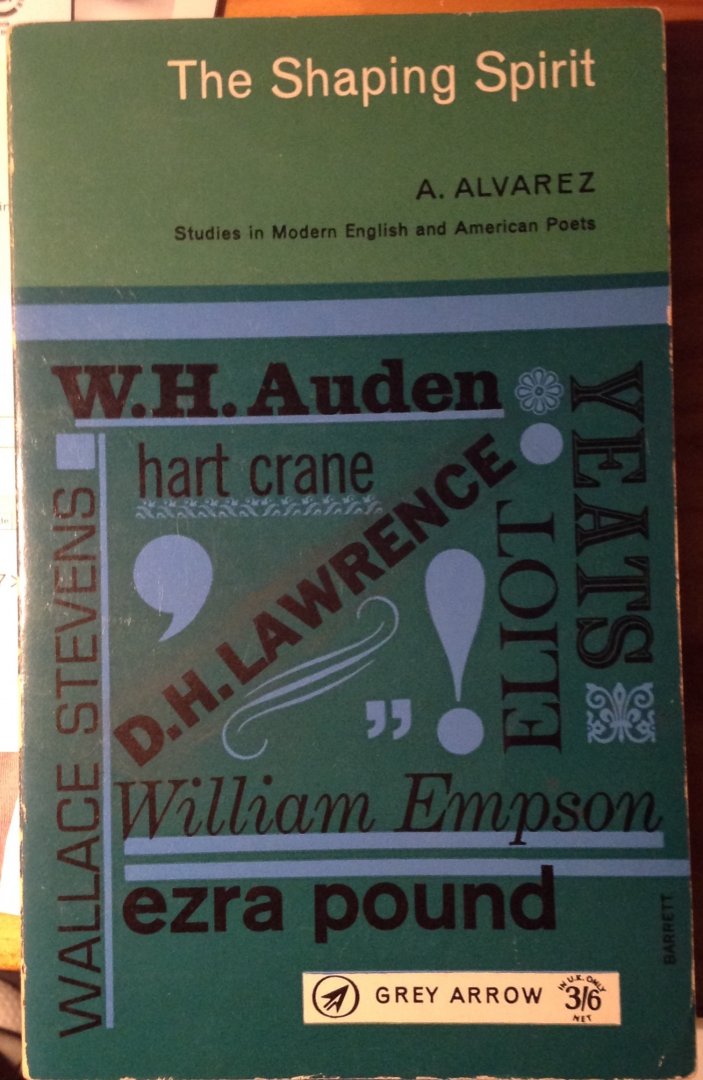 The Shaping Spirit
A. ALVAREZ
Studies in Modern English and American Poets
W.H. Auden
hart crane
YEATS
D.H. LAWRENCE
ELIOT
WALLACE STEVENS
William Empson
ezra pound
BARRETT
GREY ARROW
IN U.K. ONLY
3/6
NET